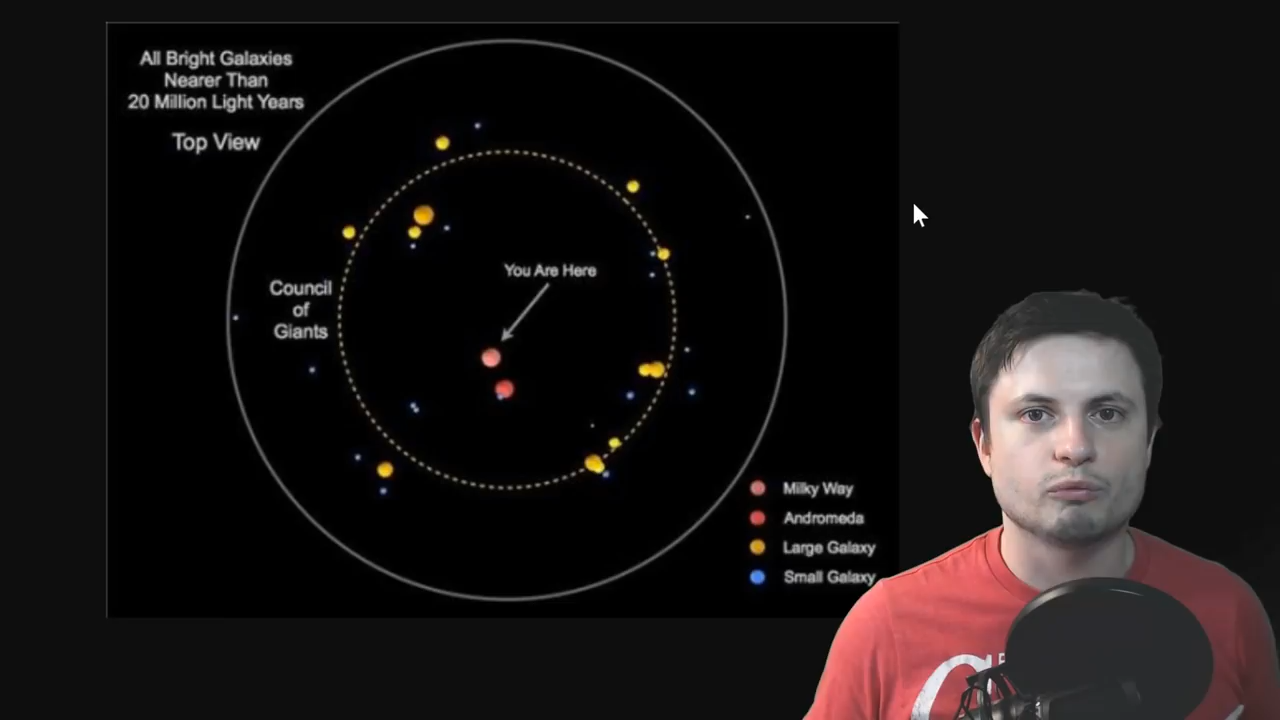 All Bright Galaxies
Nearer Than
20 Million Light Years
Top View
You Are Here
Council
of
Giants
Milky Way
Andromeda
Large Galaxy
Small Galaxy